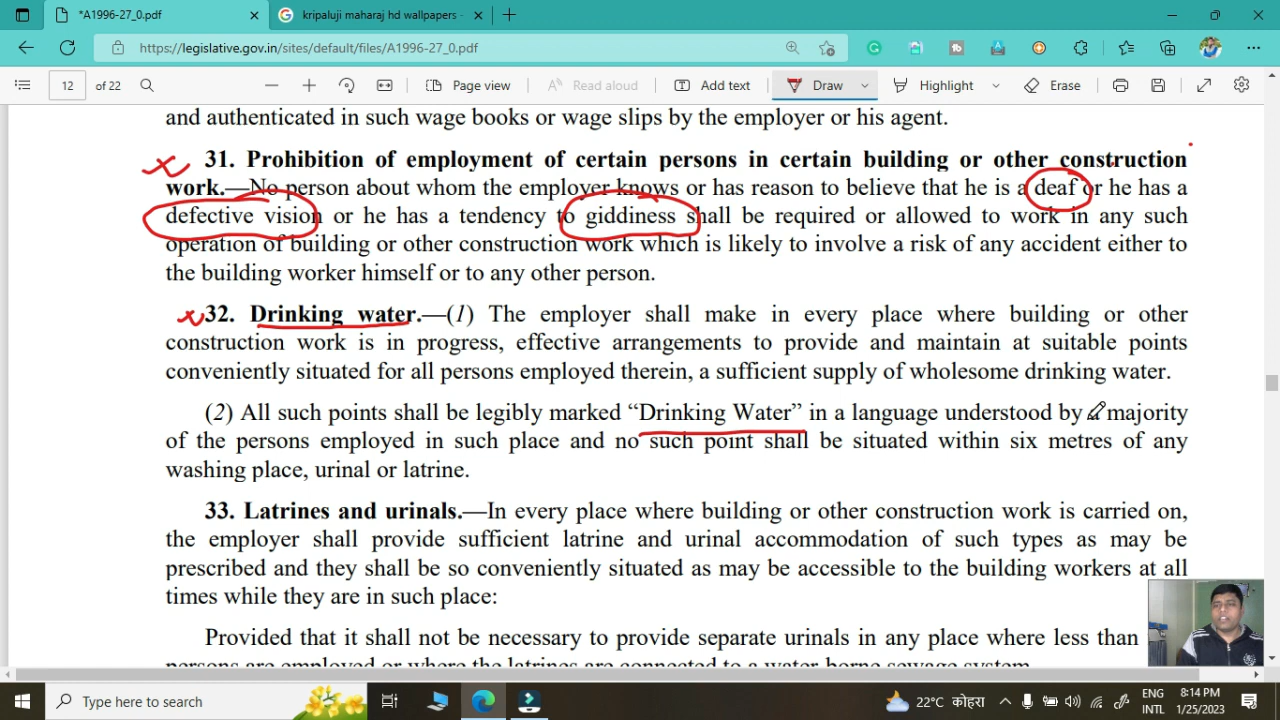 *A1996-27_0.pdf
kripaluji maharaj hd wallpapers -
https://legislative.gov.in/sites/default/files/A1996-27_0.pdf
12 of 22
Page view
Read aloud
Add text
Draw
Highlight
Erase
and authenticated in such wage books or wage slips by the employer or his agent.
31. Prohibition of employment of certain persons in certain building or other construction
work.—No person about whom the employer knows or has reason to believe that he is a deaf or he has a
defective vision or he has a tendency to giddiness shall be required or allowed to work in any such
operation of building or other construction work which is likely to involve a risk of any accident either to
the building worker himself or to any other person.
32. Drinking water.—(1) The employer shall make in every place where building or other
construction work is in progress, effective arrangements to provide and maintain at suitable points
conveniently situated for all persons employed therein, a sufficient supply of wholesome drinking water.
(2) All such points shall be legibly marked “Drinking Water” in a language understood by a majority
of the persons employed in such place and no such point shall be situated within six metres of any
washing place, urinal or latrine.
33. Latrines and urinals.—In every place where building or other construction work is carried on,
the employer shall provide sufficient latrine and urinal accommodation of such types as may be
prescribed and they shall be so conveniently situated as may be accessible to the building workers at all
times while they are in such place:
Provided that it shall not be necessary to provide separate urinals in any place where less than
persons are employed or where the latrines are connected to a water-borne sewage system.
Type here to search
22°C कोहरा
ENG
INTL
8:14 PM
1/25/2023